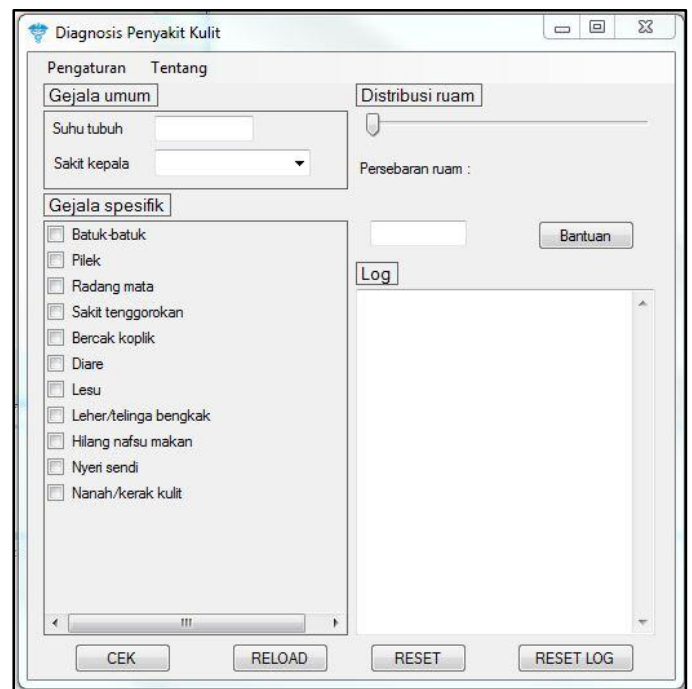 Diagnosis Penyakit Kulit
Pengaturan Tentang
Gejala umum
Suhu tubuh
Sakit kepala
Gejala spesifik
Batuk-batuk
Pilek
Radang mata
Sakit tenggorokan
Bercak koplik
Diare
Lesu
Leher/telinga bengkak
Hilang nafsu makan
Nyeri sendi
Nanah/kerak kulit
Distribusi ruam
Persebaran ruam :
Bantuan
Log
CEK RELOAD RESET RESET LOG